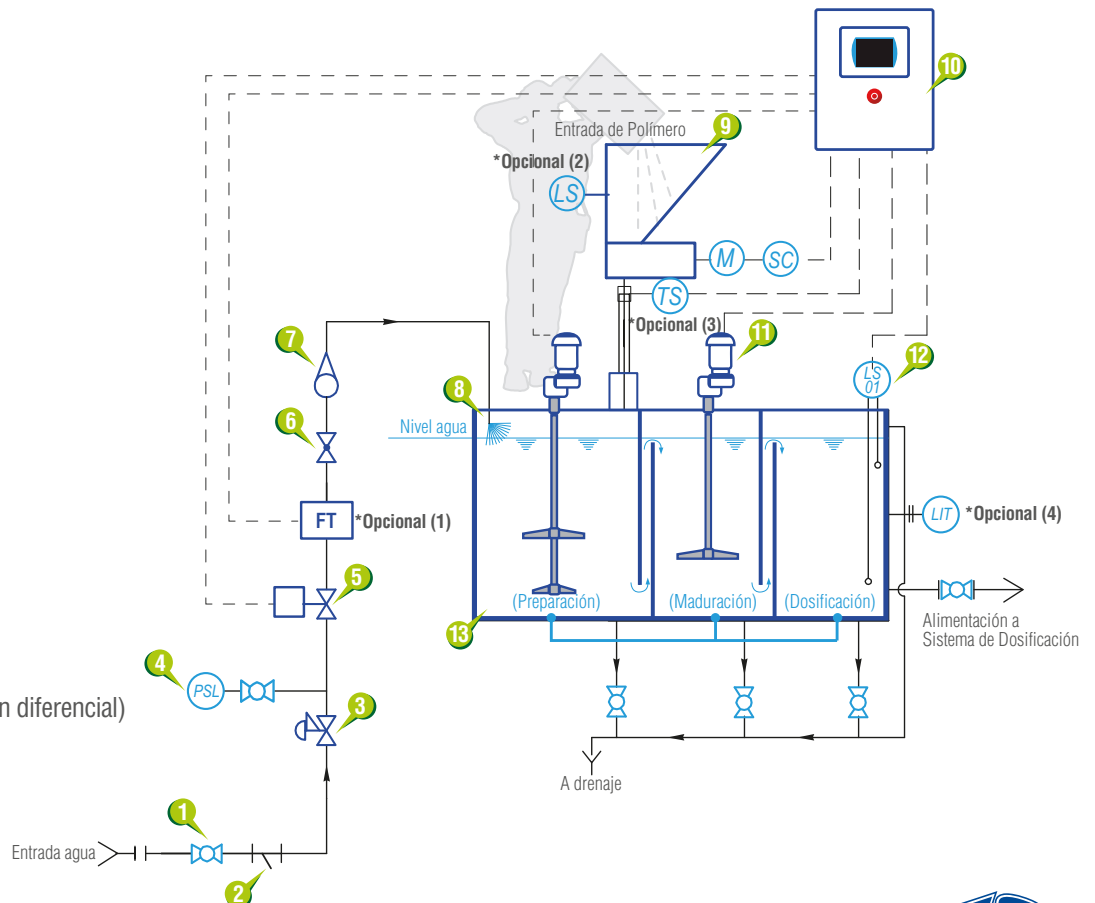 10
Entrada de Polímero
9
*Opcional (2)
LS
M
SC
TS
*Opcional (3)
11
7
12
LS
01
8
Nivel agua
6
FT
*Opcional (1)
LIT
*Opcional (4)
5
(Preparación)
(Maduración)
(Dosificación)
Alimentación a
Sistema de Dosificación
13
4
PSL
n diferencial)
3
A drenaje
1
Entrada agua
2